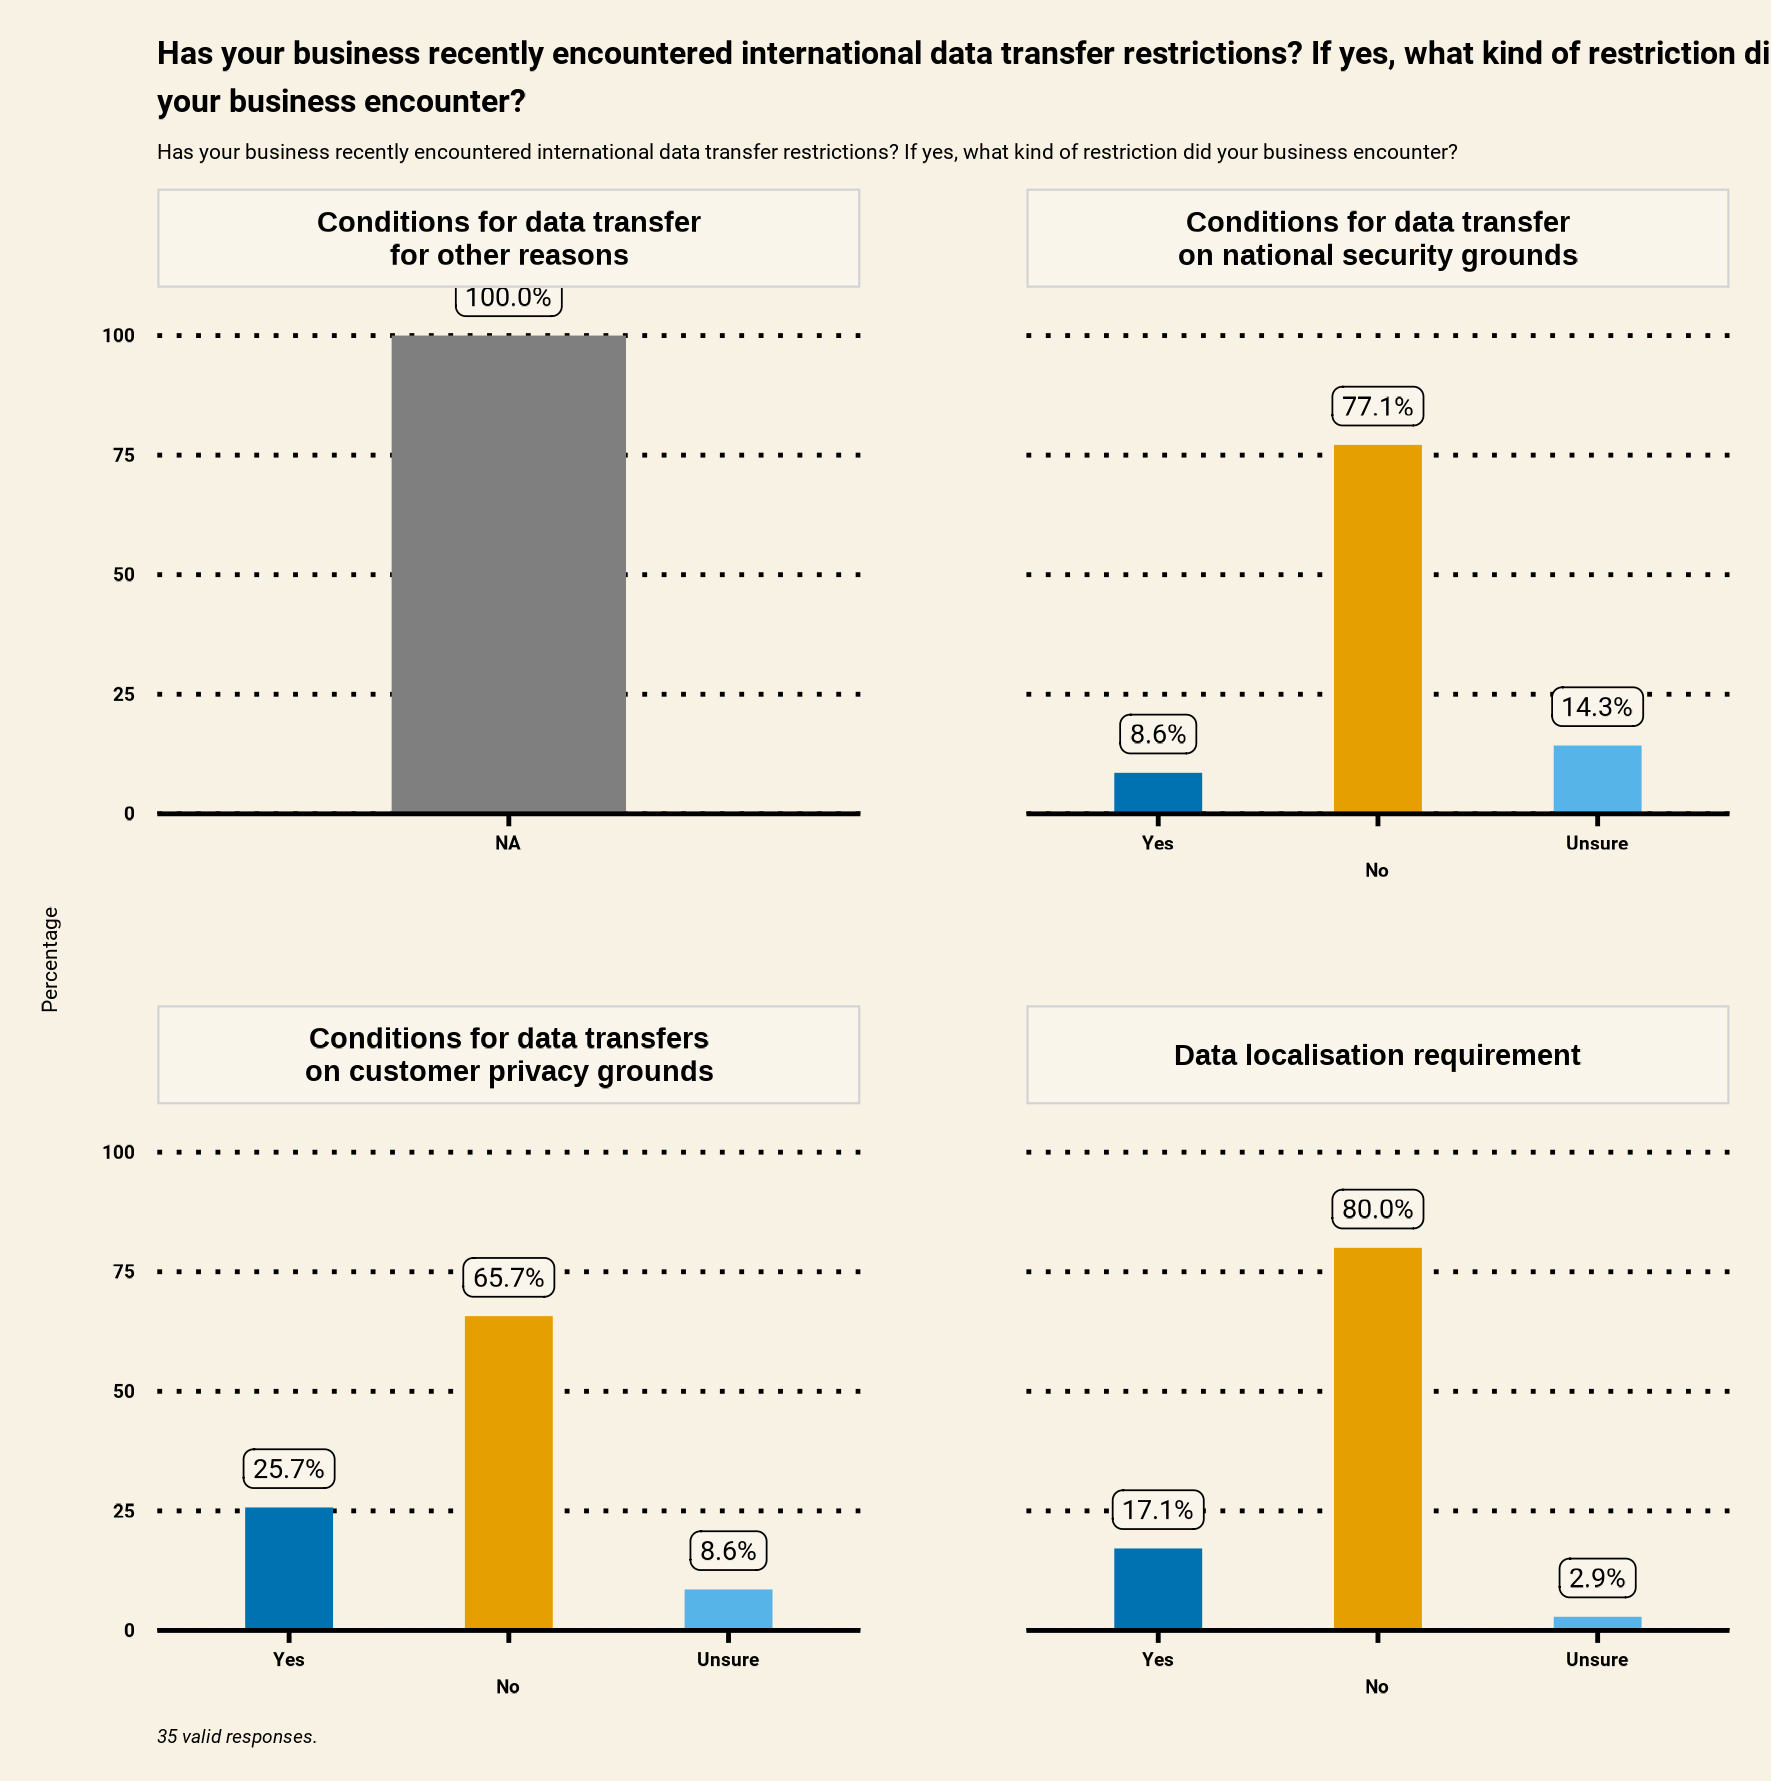 Has your business recently encountered international data transfer restrictions? If yes, what kind of restriction di
your business encounter?
Has your business recently encountered international data transfer restrictions? If yes, what kind of restriction did your business encounter?
Conditions for data transfer
for other reasons
100.0%
100
75
50
25
0
NA
Conditions for data transfer
on national security grounds
77.1%
14.3%
8.6%
Yes
No
Unsure
Percentage
Conditions for data transfers
on customer privacy grounds
100
75
50
25
0
65.7%
25.7%
8.6%
Yes
No
Unsure
Data localisation requirement
80.0%
17.1%
2.9%
Yes
No
Unsure
35 valid responses.